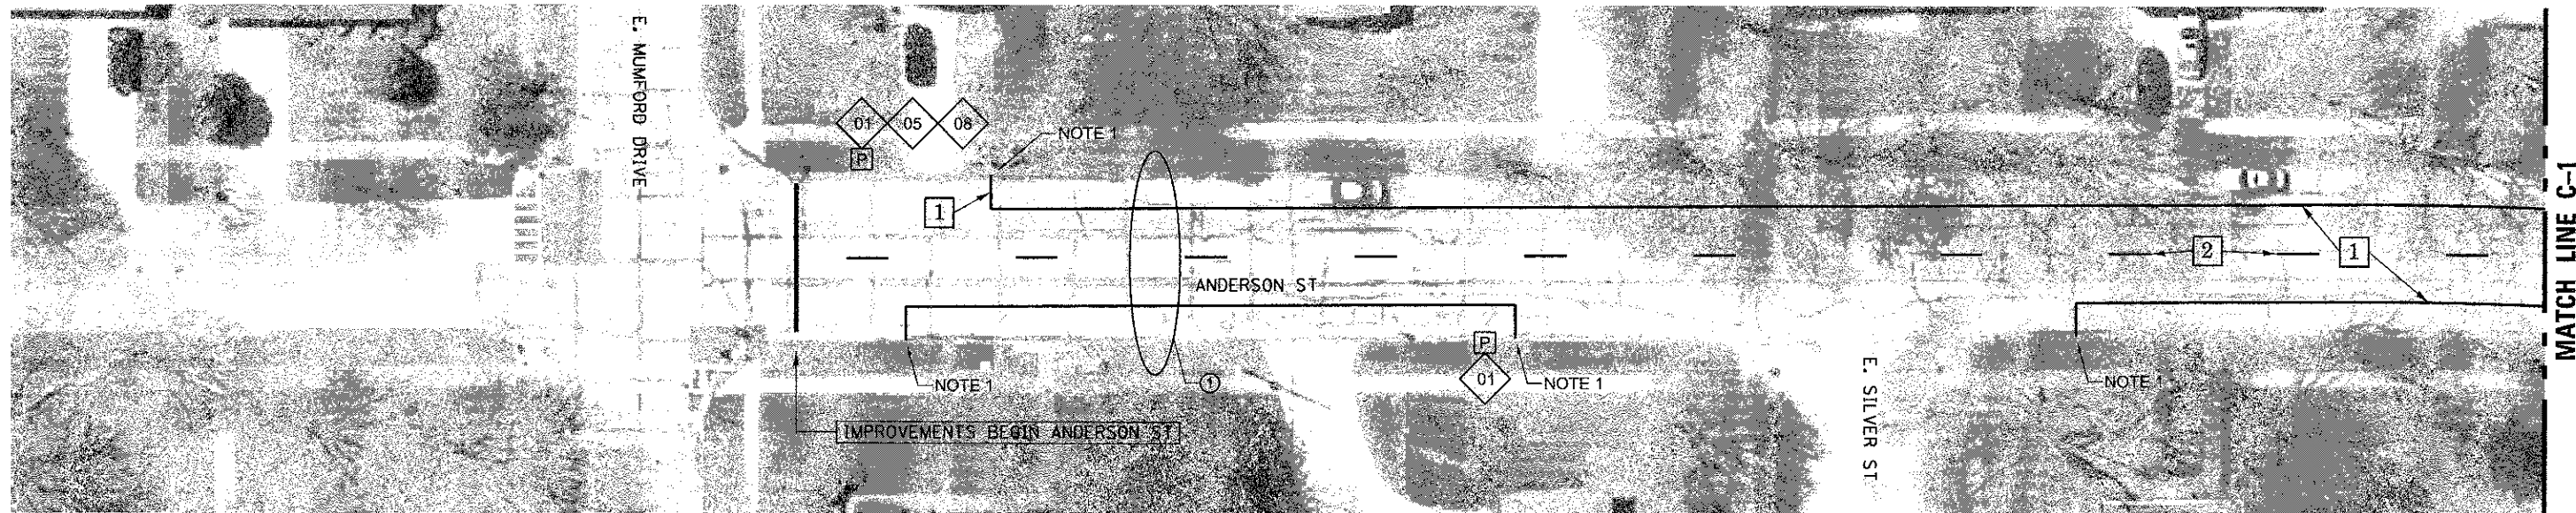 E. MUMFORD DRIVE
01 05 08
P
NOTE 1
1
MATCH LINE C-1
2
1
ANDERSON ST
P
01
NOTE 1
1
NOTE 1
NOTE 1
IMPROVEMENTS BEGIN ANDERSON ST
E. SILVER ST